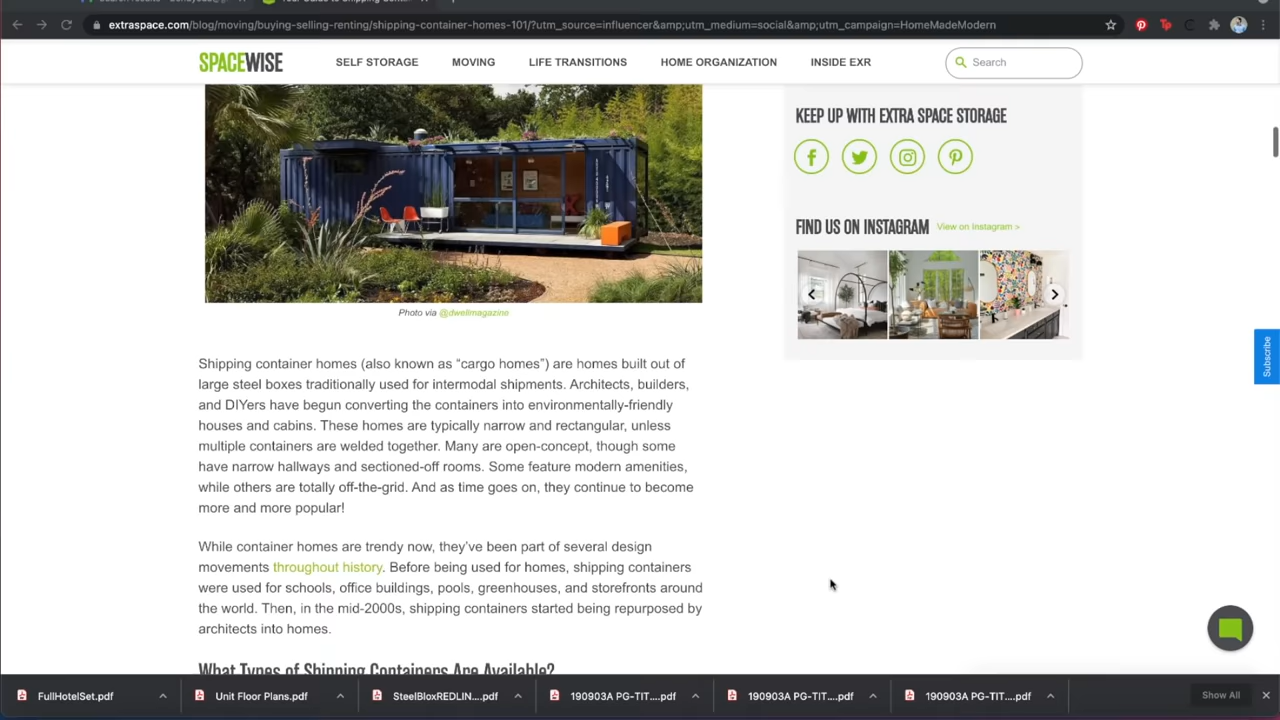 extraspace.com/blog/moving/buying-selling-renting/shipping-container-homes-101/?utm_source=influencer&amp;utm_medium=social&amp;utm_campaign=HomeMadeModern
SPACEWISE
SELF STORAGE
MOVING
LIFE TRANSITIONS
HOME ORGANIZATION
INSIDE EXR
Search
Photo via @dwellmagazine
Shipping container homes (also known as “cargo homes”) are homes built out of
large steel boxes traditionally used for intermodal shipments. Architects, builders,
and DIYers have begun converting the containers into environmentally-friendly
houses and cabins. These homes are typically narrow and rectangular, unless
multiple containers are welded together. Many are open-concept, though some
have narrow hallways and sectioned-off rooms. Some feature modern amenities,
while others are totally off-the-grid. And as time goes on, they continue to become
more and more popular!
While container homes are trendy now, they’ve been part of several design
movements throughout history. Before being used for homes, shipping containers
were used for schools, office buildings, pools, greenhouses, and storefronts around
the world. Then, in the mid-2000s, shipping containers started being repurposed by
architects into homes.
What Types of Shipping Containers Are Available?
KEEP UP WITH EXTRA SPACE STORAGE
FIND US ON INSTAGRAM
View on Instagram >
Subscribe
FullHotelSet.pdf
Unit Floor Plans.pdf
SteelBloxREDLIN....pdf
190903A PG-TIT....pdf
190903A PG-TIT....pdf
190903A PG-TIT....pdf
Show All